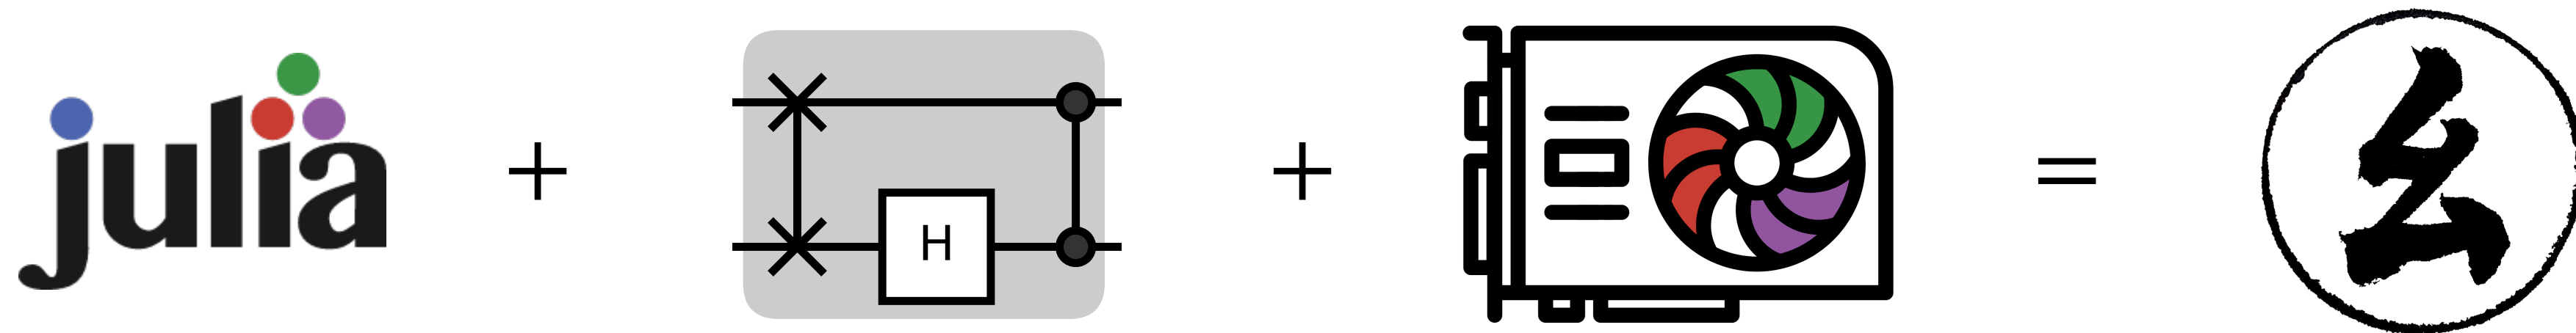 julia + H + = 幺